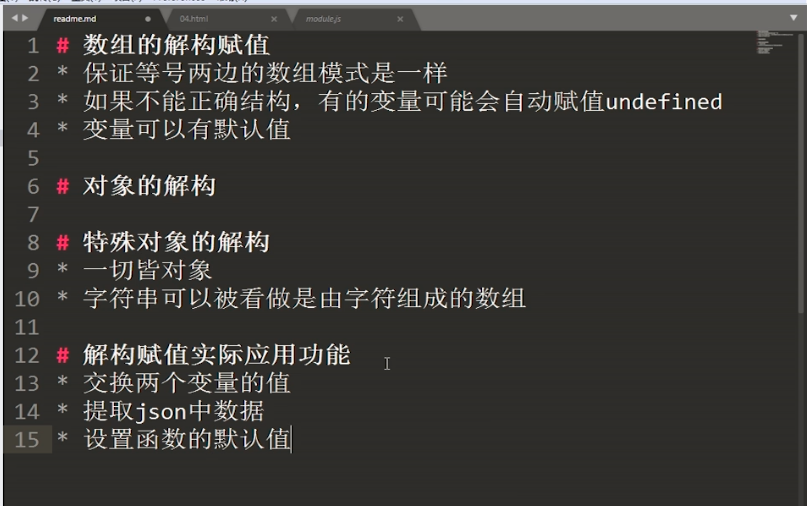 readme.md
04.html
module.js
1 # 数组的解构赋值
2 * 保证等号两边的数组模式是一样
3 * 如果不能正确结构，有的变量可能会自动赋值undefined
4 * 变量可以有默认值
5
6 # 对象的解构
7
8 # 特殊对象的解构
9 * 一切皆对象
10 * 字符串可以被看做是由字符组成的数组
11
12 # 解构赋值实际应用功能
13 * 交换两个变量的值
14 * 提取json中数据
15 * 设置函数的默认值